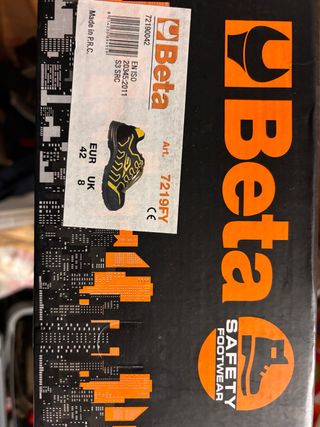 Beta
SAFETY
FOOTWEAR
Beta
Art. 7219FY
CE
EN ISO
20345:2011
S3 SRC
EUR UK
42 8
72190042
Made in P.R.C.